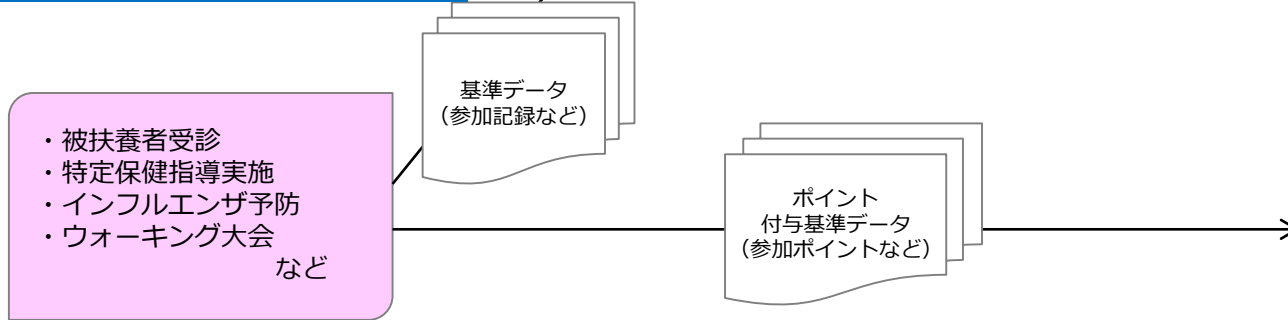 基準データ
（参加記録など）
・被扶養者受診
・特定保健指導実施
・インフルエンザ予防
・ウォーキング大会
など
ポイント
付与基準データ
（参加ポイントなど）